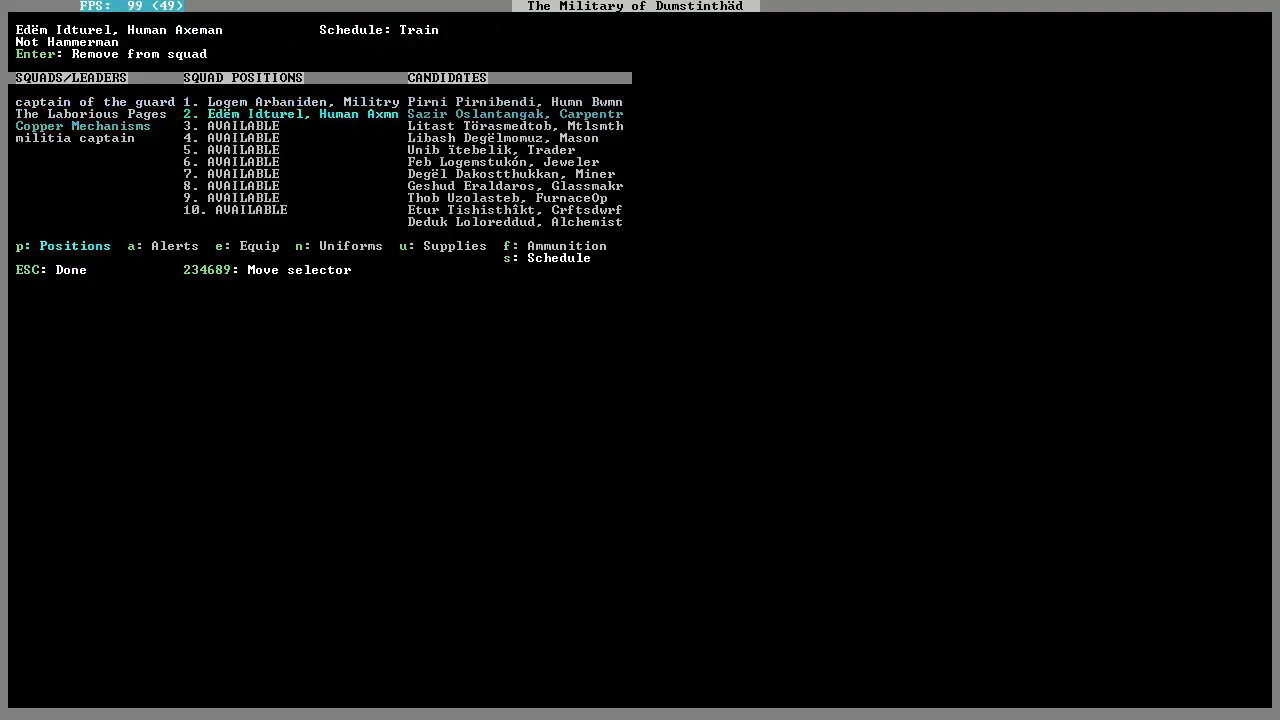 FPS: 99 (49) The Military of Dumstinthäd
Edëm Idturel, Human Axeman Schedule: Train
Not Hammerman
Enter: Remove from squad
SQUADS/LEADERS SQUAD POSITIONS CANDIDATES
captain of the guard 1. Logem Arbaniden, Militry Pirni Pirnibendi, Humn Bwmn
The Laborious Pages 2. Edëm Idturel, Human Axmn Sazir Oslantangak, Carpentr
Copper Mechanisms 3. AVAILABLE Litast Törasmedtob, Mtlsmth
militia captain 4. AVAILABLE Libash Degëlmomuz, Mason
5. AVAILABLE Unib ïtebelik, Trader
6. AVAILABLE Feb Logemstukón, Jeweler
7. AVAILABLE Degël Dakostthukkan, Miner
8. AVAILABLE Geshud Eraldaros, Glassmakr
9. AVAILABLE Thob Uzolasteb, FurnaceOp
10. AVAILABLE Etur Tishisthîkt, Crftsdwrf
Deduk Loloreddud, Alchemist
p: Positions a: Alerts e: Equip n: Uniforms u: Supplies f: Ammunition
s: Schedule
ESC: Done 234689: Move selector